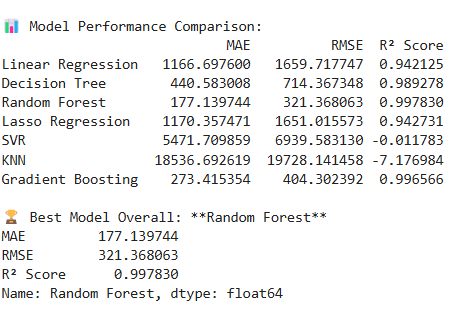 📊 Model Performance Comparison:
MAE RMSE R² Score
Linear Regression 1166.697600 1659.717747 0.942125
Decision Tree 440.583008 714.367348 0.989278
Random Forest 177.139744 321.368063 0.997830
Lasso Regression 1170.357471 1651.015573 0.942731
SVR 5471.709859 6939.583130 -0.011783
KNN 18536.692619 19728.141458 -7.176984
Gradient Boosting 273.415354 404.302392 0.996566
🏆 Best Model Overall: **Random Forest**
MAE 177.139744
RMSE 321.368063
R² Score 0.997830
Name: Random Forest, dtype: float64